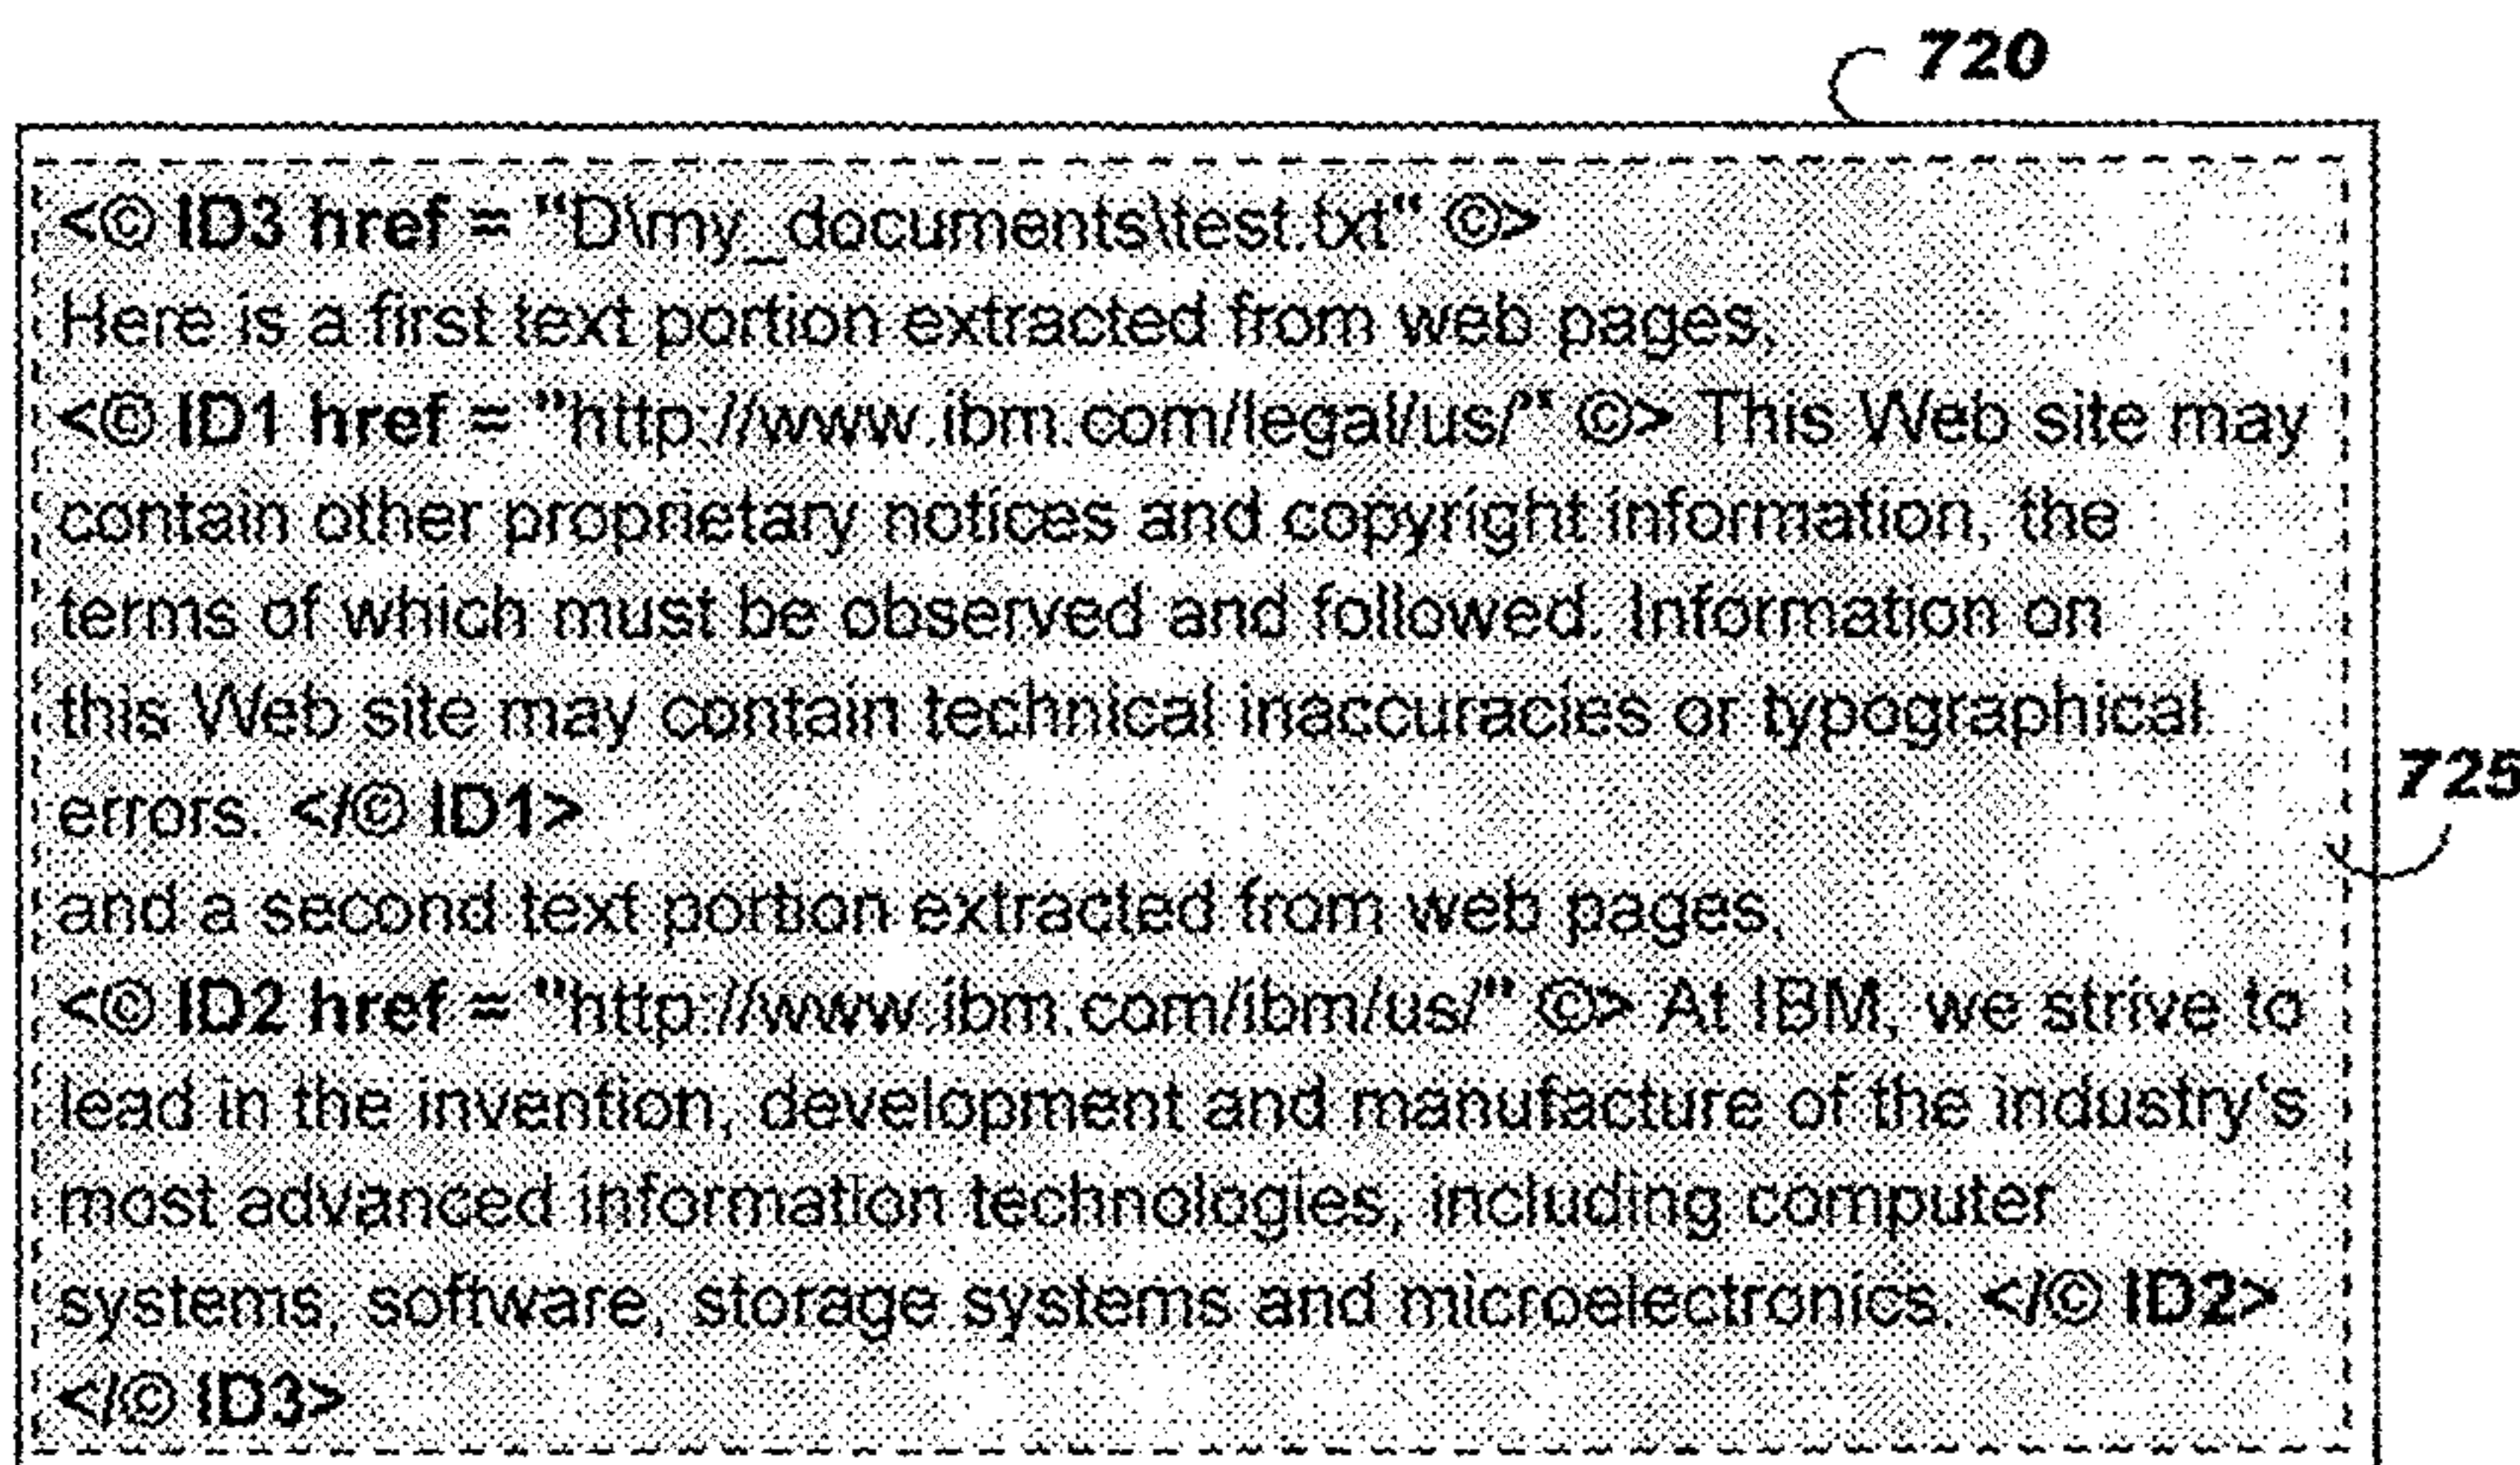 720
<© ID3 href = "D\my_documents\test.txt" ©>
Here is a first text portion extracted from web pages,
<© ID1 href = "http://www.ibm.com/legal/us/" ©> This Web site may
contain other proprietary notices and copyright information, the
terms of which must be observed and followed. Information on
this Web site may contain technical inaccuracies or typographical
errors. </© ID1>
725
and a second text portion extracted from web pages,
<© ID2 href = "http://www.ibm.com/ibm/us/" ©> At IBM, we strive to
lead in the invention, development and manufacture of the industry's
most advanced information technologies, including computer
systems, software, storage systems and microelectronics. </© ID2>
</© ID3>